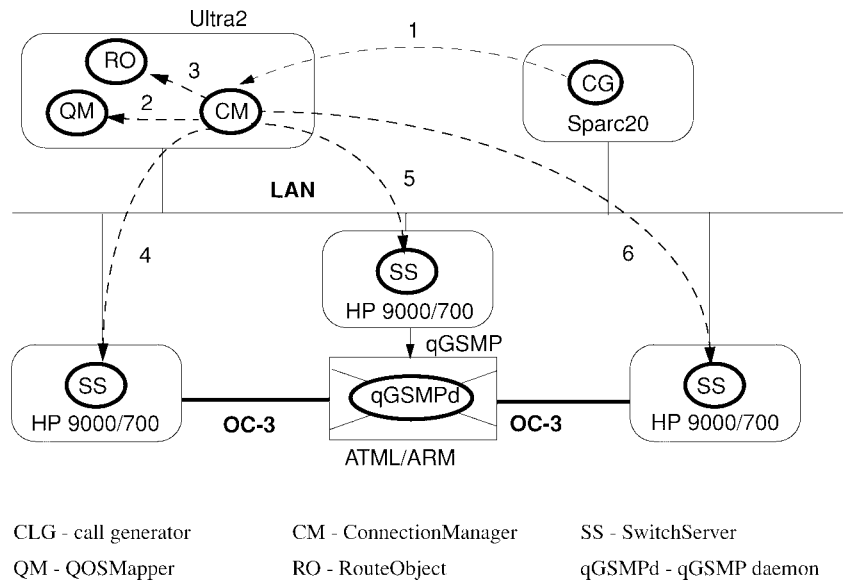 Ultra2
1
RO
3
CG
QM
2
CM
Sparc20
LAN
5
4
SS
6
HP 9000/700
qGSMP
SS
qGSMPd
SS
HP 9000/700
OC-3
OC-3
HP 9000/700
ATML/ARM
CLG - call generator
CM - ConnectionManager
SS - SwitchServer
QM - QOSMapper
RO - RouteObject
qGSMPd - qGSMP daemon